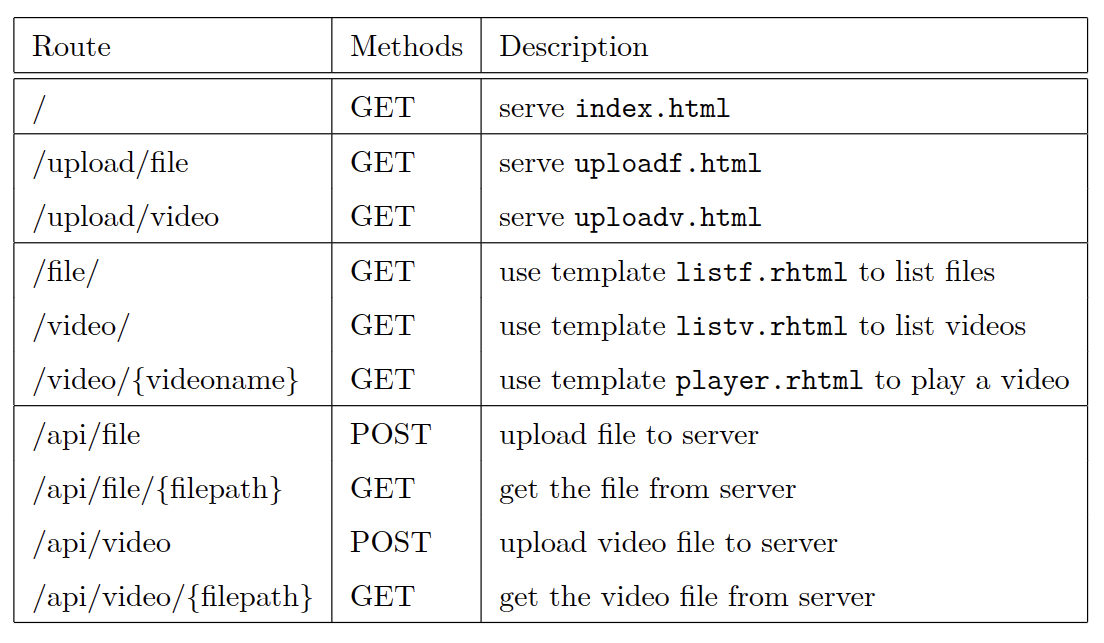 Route Methods Description
/ GET serve index.html
/upload/file GET serve uploadf.html
/upload/video GET serve uploadv.html
/file/ GET use template listf.rhtml to list files
/video/ GET use template listv.rhtml to list videos
/video/{videoname} GET use template player.rhtml to play a video
/api/file POST upload file to server
/api/file/{filepath} GET get the file from server
/api/video POST upload video file to server
/api/video/{filepath} GET get the video file from server